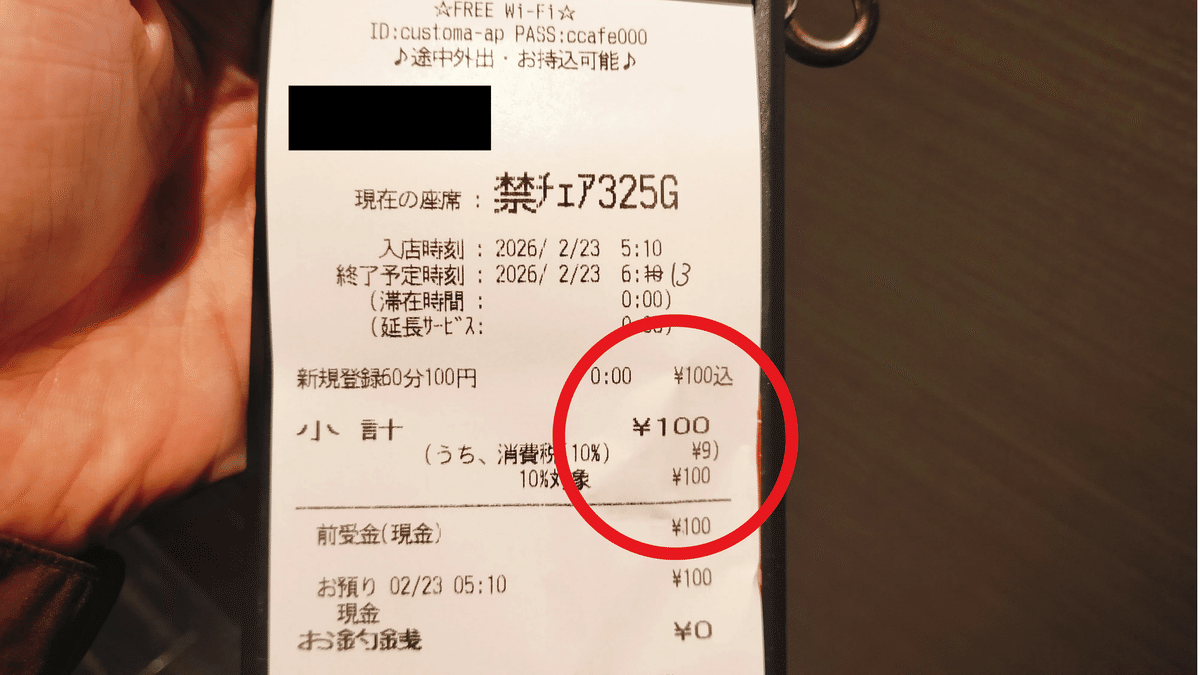 ☆FREE Wi-Fi☆
ID:customa-ap PASS:ccafe000
♪途中外出・お持込可能♪
現在の座席 : 禁ﾁｪｱ325G
入店時刻 : 2026/ 2/23 5:10
終了予定時刻 : 2026/ 2/23 6:13
(滞在時間 : 0:00)
(延長ｻｰﾋﾞｽ: 0:00)
新規登録60分100円 0:00 ¥100込
小 計 ¥100
(うち、消費税(10%) ¥9)
10%対象 ¥100
前受金(現金) ¥100
お預り 02/23 05:10 ¥100
現金
お釣銭 ¥0